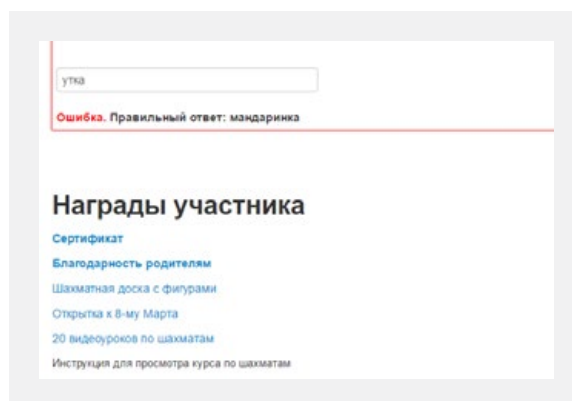 утка
Ошибка. Правильный ответ: мандаринка
Награды участника
Сертификат
Благодарность родителям
Шахматная доска с фигурами
Открытка к 8-му Марта
20 видеоуроков по шахматам
Инструкция для просмотра курса по шахматам